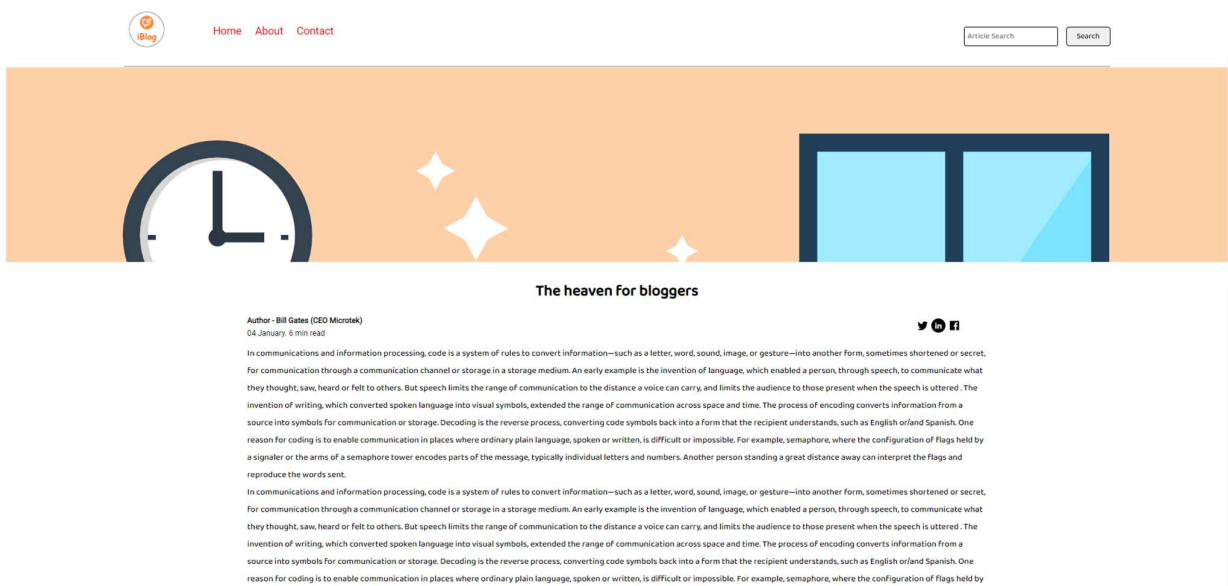 iBlog
Home About Contact
Article Search
Search
The heaven for bloggers
Author - Bill Gates (CEO Microtek)
04 January. 6 min read
In communications and information processing, code is a system of rules to convert information—such as a letter, word, sound, image, or gesture—into another form, sometimes shortened or secret,
for communication through a communication channel or storage in a storage medium. An early example is the invention of language, which enabled a person, through speech, to communicate what
they thought, saw, heard or felt to others. But speech limits the range of communication to the distance a voice can carry, and limits the audience to those present when the speech is uttered . The
invention of writing, which converted spoken language into visual symbols, extended the range of communication across space and time. The process of encoding converts information from a
source into symbols for communication or storage. Decoding is the reverse process, converting code symbols back into a form that the recipient understands, such as English or/and Spanish. One
reason for coding is to enable communication in places where ordinary plain language, spoken or written, is difficult or impossible. For example, semaphore, where the configuration of flags held by
a signaler or the arms of a semaphore tower encodes parts of the message, typically individual letters and numbers. Another person standing a great distance away can interpret the flags and
reproduce the words sent.
In communications and information processing, code is a system of rules to convert information—such as a letter, word, sound, image, or gesture—into another form, sometimes shortened or secret,
for communication through a communication channel or storage in a storage medium. An early example is the invention of language, which enabled a person, through speech, to communicate what
they thought, saw, heard or felt to others. But speech limits the range of communication to the distance a voice can carry, and limits the audience to those present when the speech is uttered . The
invention of writing, which converted spoken language into visual symbols, extended the range of communication across space and time. The process of encoding converts information from a
source into symbols for communication or storage. Decoding is the reverse process, converting code symbols back into a form that the recipient understands, such as English or/and Spanish. One
reason for coding is to enable communication in places where ordinary plain language, spoken or written, is difficult or impossible. For example, semaphore, where the configuration of flags held by